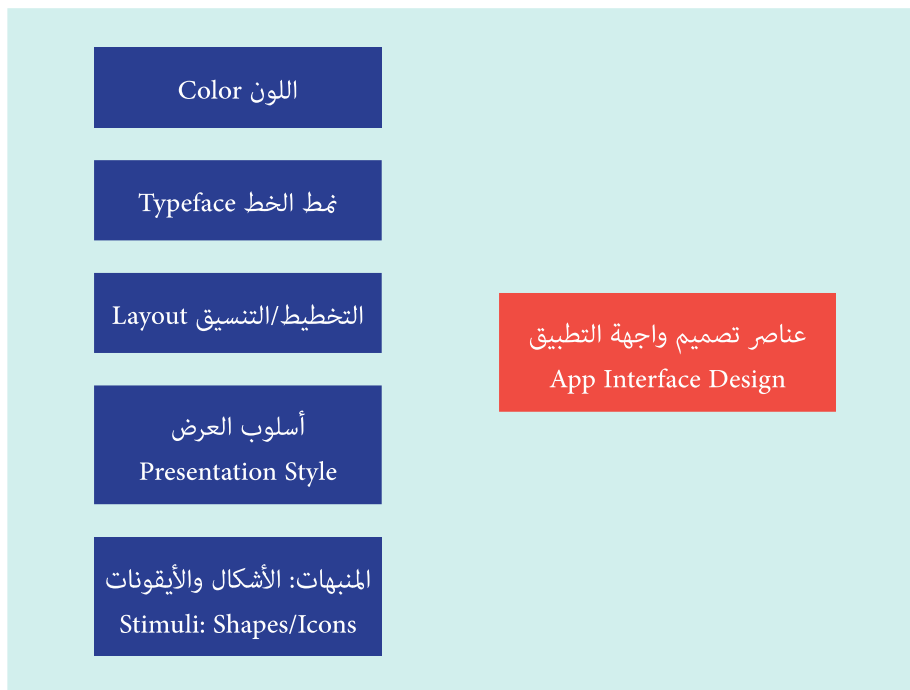 عناصر تصميم واجهة التطبيق
App Interface Design
اللون Color
نمط الخط Typeface
التخطيط/التنسيق Layout
أسلوب العرض
Presentation Style
المنبهات: الأشكال والأيقونات
Stimuli: Shapes/Icons